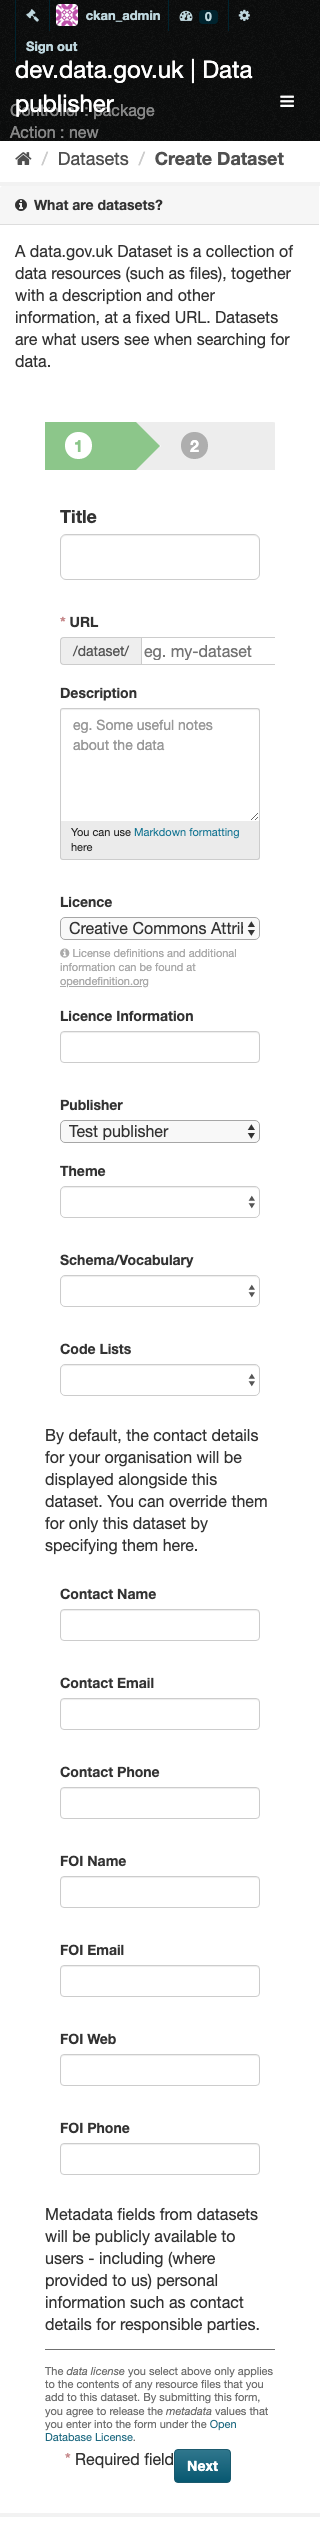 ckan_admin 0
Sign out
dev.data.gov.uk | Data
publisher
Controller : package
Action : new
/ Datasets / Create Dataset
What are datasets?
A data.gov.uk Dataset is a collection of
data resources (such as files), together
with a description and other
information, at a fixed URL. Datasets
are what users see when searching for
data.
1 2
Title
* URL
/dataset/ eg. my-dataset
Description
eg. Some useful notes
about the data
You can use Markdown formatting
here
Licence
Creative Commons Attril
License definitions and additional
information can be found at
opendefinition.org
Licence Information
Publisher
Test publisher
Theme
Schema/Vocabulary
Code Lists
By default, the contact details
for your organisation will be
displayed alongside this
dataset. You can override them
for only this dataset by
specifying them here.
Contact Name
Contact Email
Contact Phone
FOI Name
FOI Email
FOI Web
FOI Phone
Metadata fields from datasets
will be publicly available to
users - including (where
provided to us) personal
information such as contact
details for responsible parties.
The data license you select above only applies
to the contents of any resource files that you
add to this dataset. By submitting this form,
you agree to release the metadata values that
you enter into the form under the Open
Database License.
* Required field Next